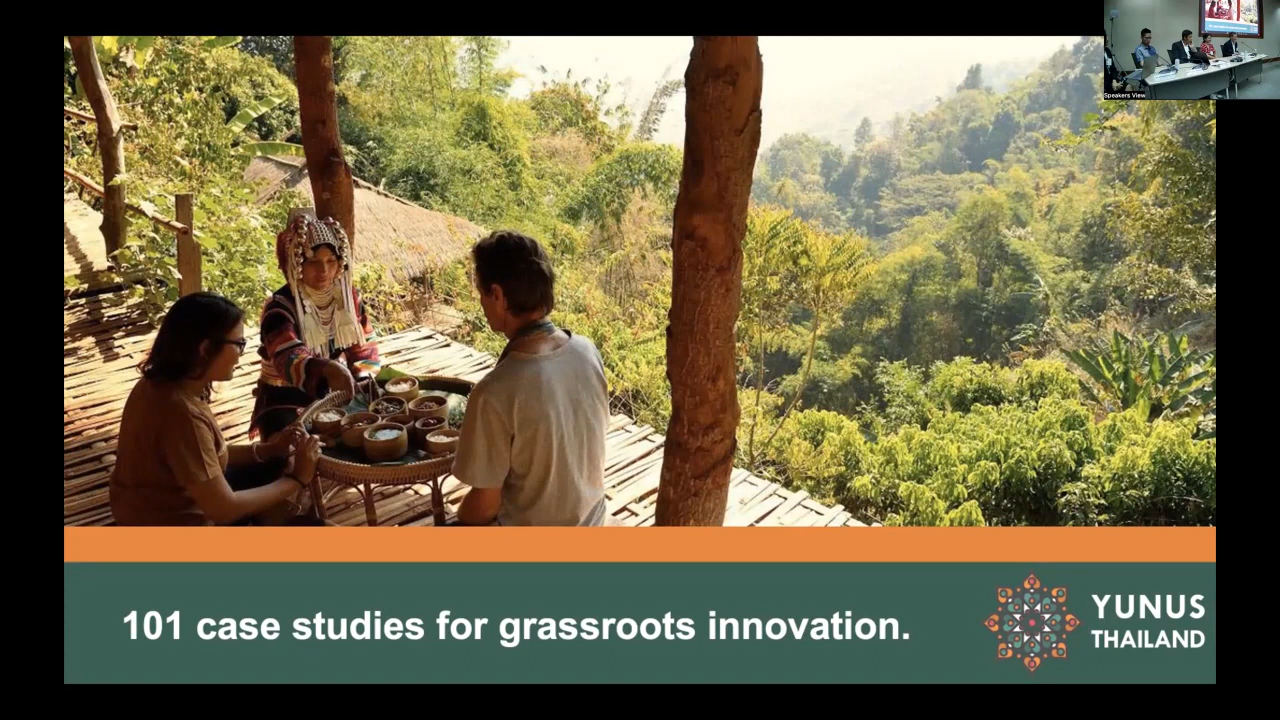 Speakers View
101 case studies for grassroots innovation.
YUNUS
THAILAND